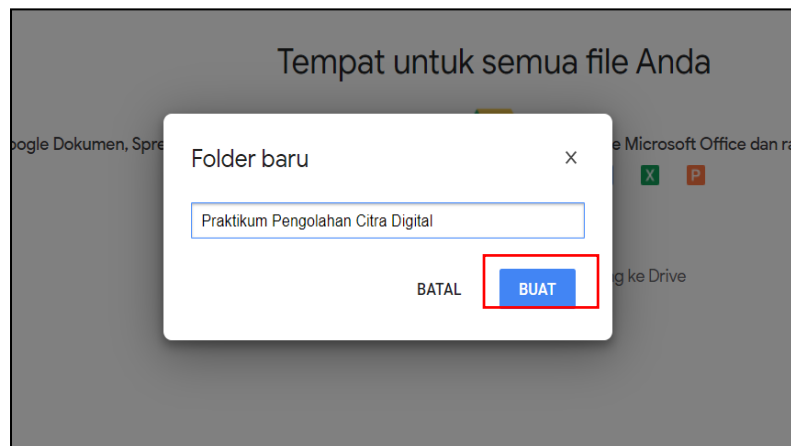 Tempat untuk semua file Anda
oogle Dokumen, Spre
e Microsoft Office dan ra
X
P
Folder baru
Praktikum Pengolahan Citra Digital
BATAL
BUAT
g ke Drive